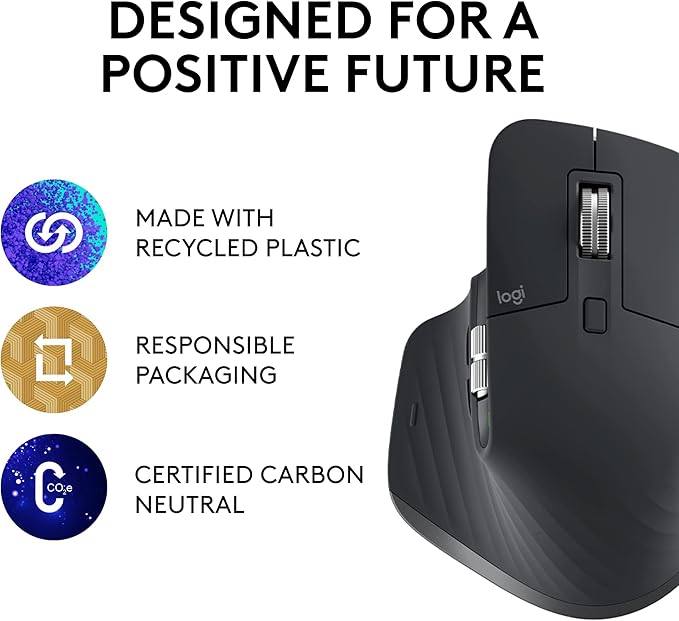 DESIGNED FOR A
POSITIVE FUTURE
MADE WITH
RECYCLED PLASTIC
RESPONSIBLE
PACKAGING
CO₂e
CERTIFIED CARBON
NEUTRAL
logi